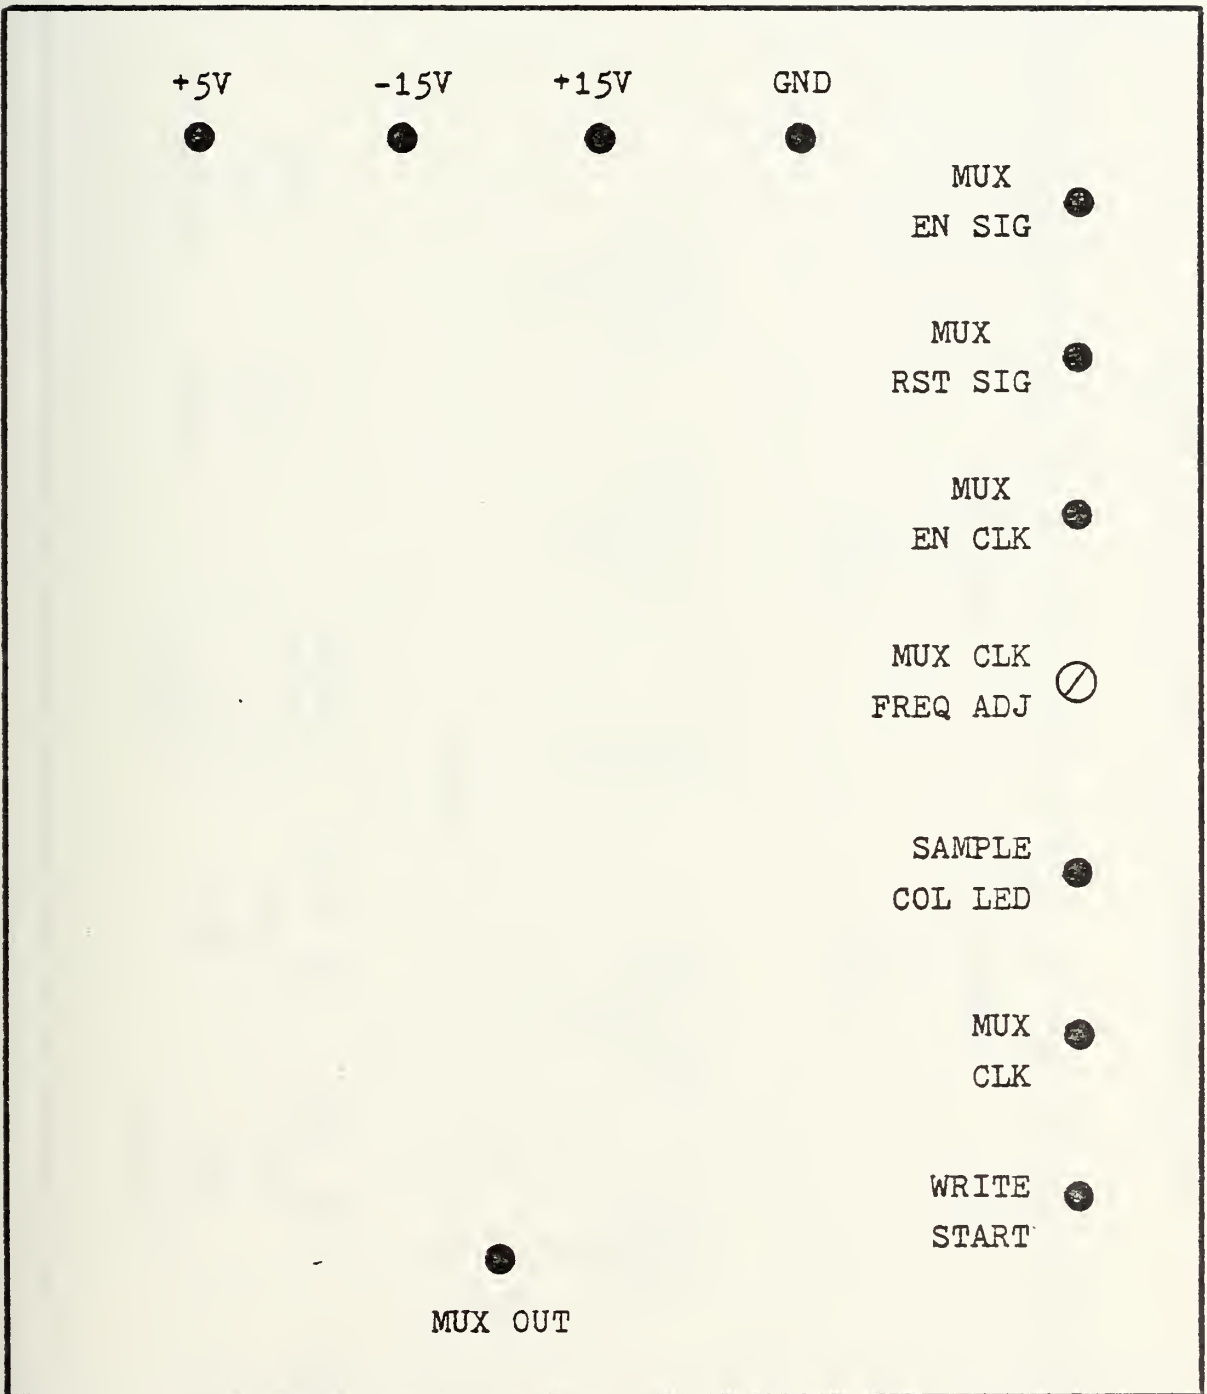 +5V -15V +15V GND
MUX
EN SIG
MUX
RST SIG
MUX
EN CLK
MUX CLK
FREQ ADJ
SAMPLE
COL LED
MUX
CLK
WRITE
START
MUX OUT